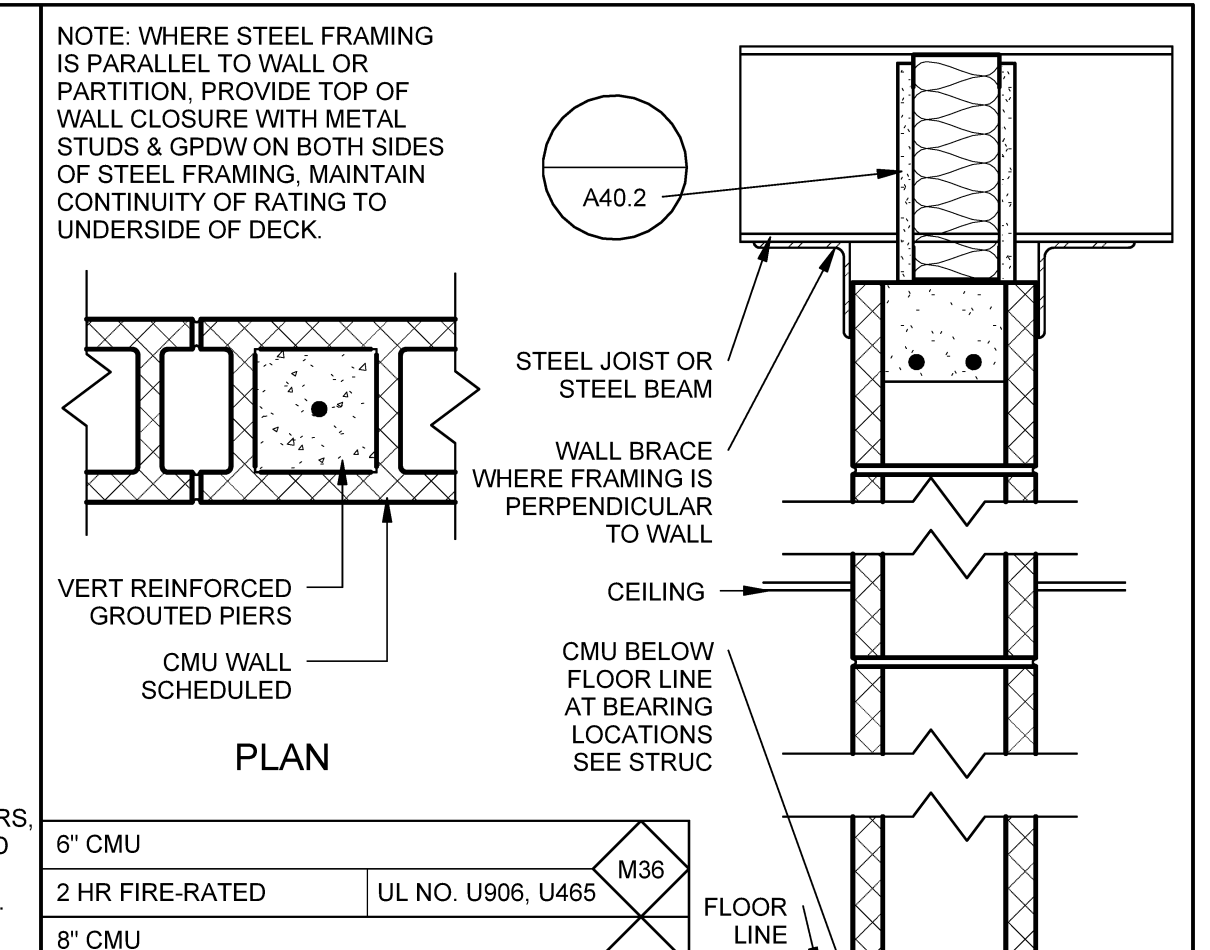 NOTE: WHERE STEEL FRAMING
IS PARALLEL TO WALL OR
PARTITION, PROVIDE TOP OF
WALL CLOSURE WITH METAL
STUDS & GPDW ON BOTH SIDES
OF STEEL FRAMING, MAINTAIN
CONTINUITY OF RATING TO
UNDERSIDE OF DECK.
A40.2
STEEL JOIST OR
STEEL BEAM
WALL BRACE
WHERE FRAMING IS
PERPENDICULAR
TO WALL
VERT REINFORCED
GROUTED PIERS
CMU WALL
SCHEDULED
PLAN
CEILING
CMU BELOW
FLOOR LINE
AT BEARING
LOCATIONS
SEE STRUC
RS,
6" CMU
M36
2 HR FIRE-RATED
UL NO. U906, U465
8" CMU
FLOOR
LINE